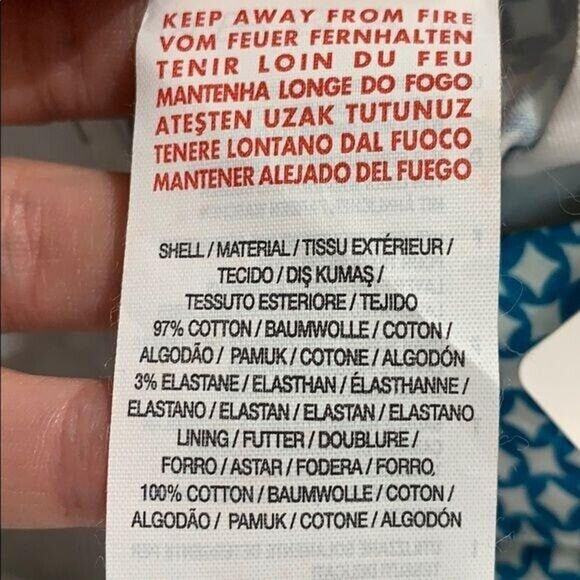 KEEP AWAY FROM FIRE
VOM FEUER FERNHALTEN
TENIR LOIN DU FEU
MANTENHA LONGE DO FOGO
ATEŞTEN UZAK TUTUNUZ
TENERE LONTANO DAL FUOCO
MANTENER ALEJADO DEL FUEGO
SHELL / MATERIAL / TISSU EXTÉRIEUR /
TECIDO / DIŞ KUMAŞ /
TESSUTO ESTERIORE / TEJIDO
97% COTTON / BAUMWOLLE / COTON /
ALGODÃO / PAMUK / COTONE / ALGODÓN
3% ELASTANE / ELASTHAN / ÉLASTHANNE /
ELASTANO / ELASTAN / ELASTAN / ELASTANO
LINING / FUTTER / DOUBLURE /
FORRO / ASTAR / FODERA / FORRO,
100% COTTON / BAUMWOLLE / COTON /
ALGODÃO / PAMUK / COTONE / ALGODÓN